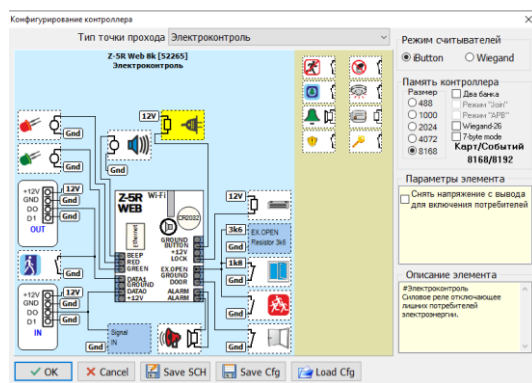 Конфигурирование контроллера
Тип точки прохода Электроконтроль
Z-5R Web 8k [52265]
Электроконтроль
12V
Gnd
Gnd
Gnd
+12V
GND
DO
D1
OUT
12V
Gnd
Z-5R
WEB
Wi-Fi
Ethernet
CR2032
GROUND
BUTTON
+12V
LOCK
BEEP
RED
GREEN
EX.OPEN
GROUND
DOOR
DATA1
GROUND
DATA0
+12V
ALARM
ALARM
12V
3k6
Gnd
EX.OPEN
Resistor 3k6
1k8
Gnd
Gnd
Gnd
+12V
GND
DO
D1
IN
12V
Gnd
Signal
IN
Gnd
Режим считывателей
iButton
Wiegand
Память контроллера
Размер
488
1000
2024
4072
8168
Два банка
Режим "Join"
Режим "APB"
Wiegand-26
7-byte mode
Карт/Событий
8168/8192
Параметры элемента
Снять напряжение с вывода
для включения потребителей
Описание элемента
#Электроконтроль
Силовое реле отключающее
лишних потребителей
электроэнергии.
OK
Cancel
Save SCH
Save Cfg
Load Cfg